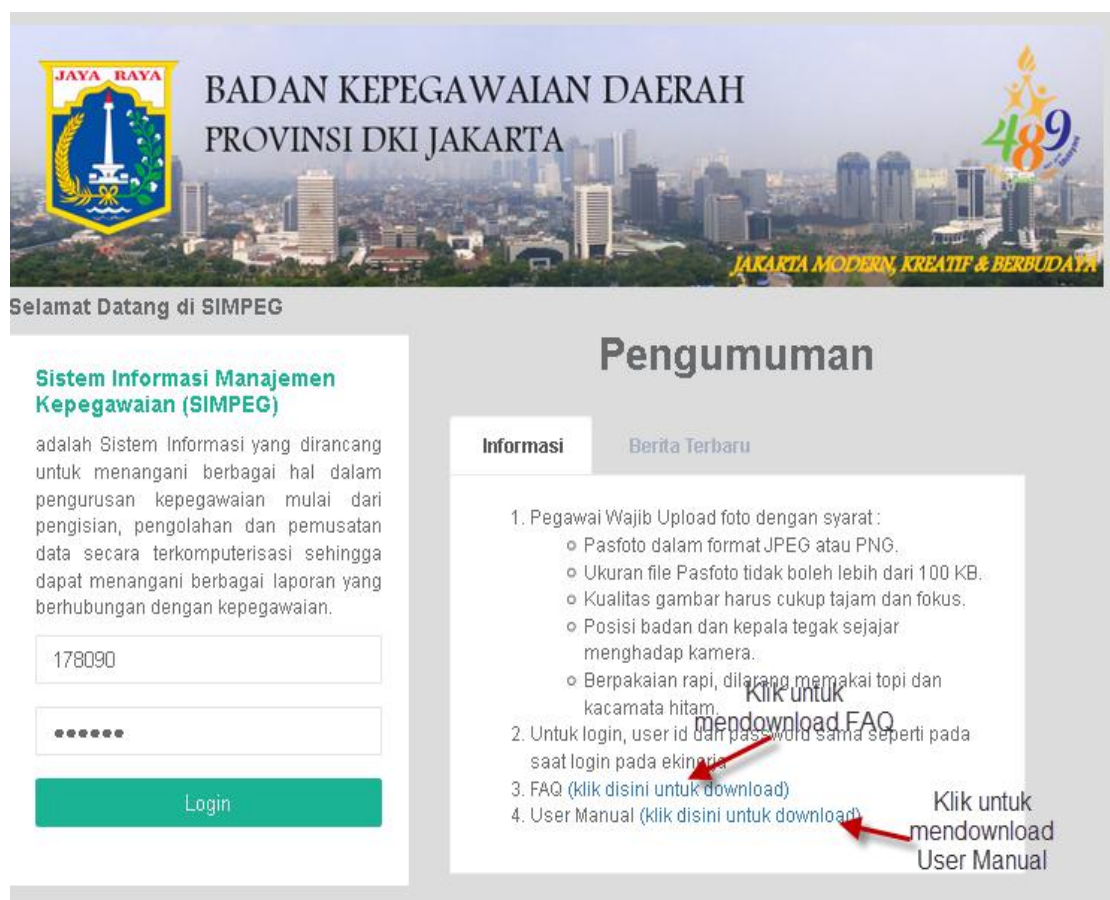 JAYA RAYA
BADAN KEPEGAWAIAN DAERAH
PROVINSI DKI JAKARTA
489
JAKARTA MODERN, KREATIF & BERBUDAYA
Selamat Datang di SIMPEG
Sistem Informasi Manajemen
Kepegawaian (SIMPEG)
adalah Sistem Informasi yang dirancang
untuk menangani berbagai hal dalam
pengurusan kepegawaian mulai dari
pengisian, pengolahan dan pemusatan
data secara terkomputerisasi sehingga
dapat menangani berbagai laporan yang
berhubungan dengan kepegawaian.
178090
Login
Pengumuman
Informasi Berita Terbaru
1. Pegawai Wajib Upload foto dengan syarat :
Pasfoto dalam format JPEG atau PNG.
Ukuran file Pasfoto tidak boleh lebih dari 100 KB.
Kualitas gambar harus cukup tajam dan fokus.
Posisi badan dan kepala tegak sejajar
menghadap kamera.
Berpakaian rapi, dilarang memakai topi dan
kacamata hitam.
2. Untuk login, user id dan password sama seperti pada
saat login pada ekinerja
3. FAQ (klik disini untuk download)
4. User Manual (klik disini untuk download)
Klik untuk
mendownload FAQ
Klik untuk
mendownload
User Manual